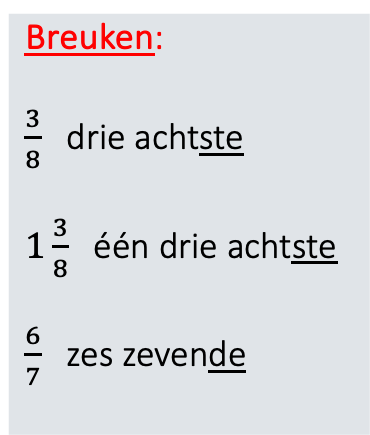 Breuken:
3/8 drie achtste
1 3/8 één drie achtste
6/7 zes zevende